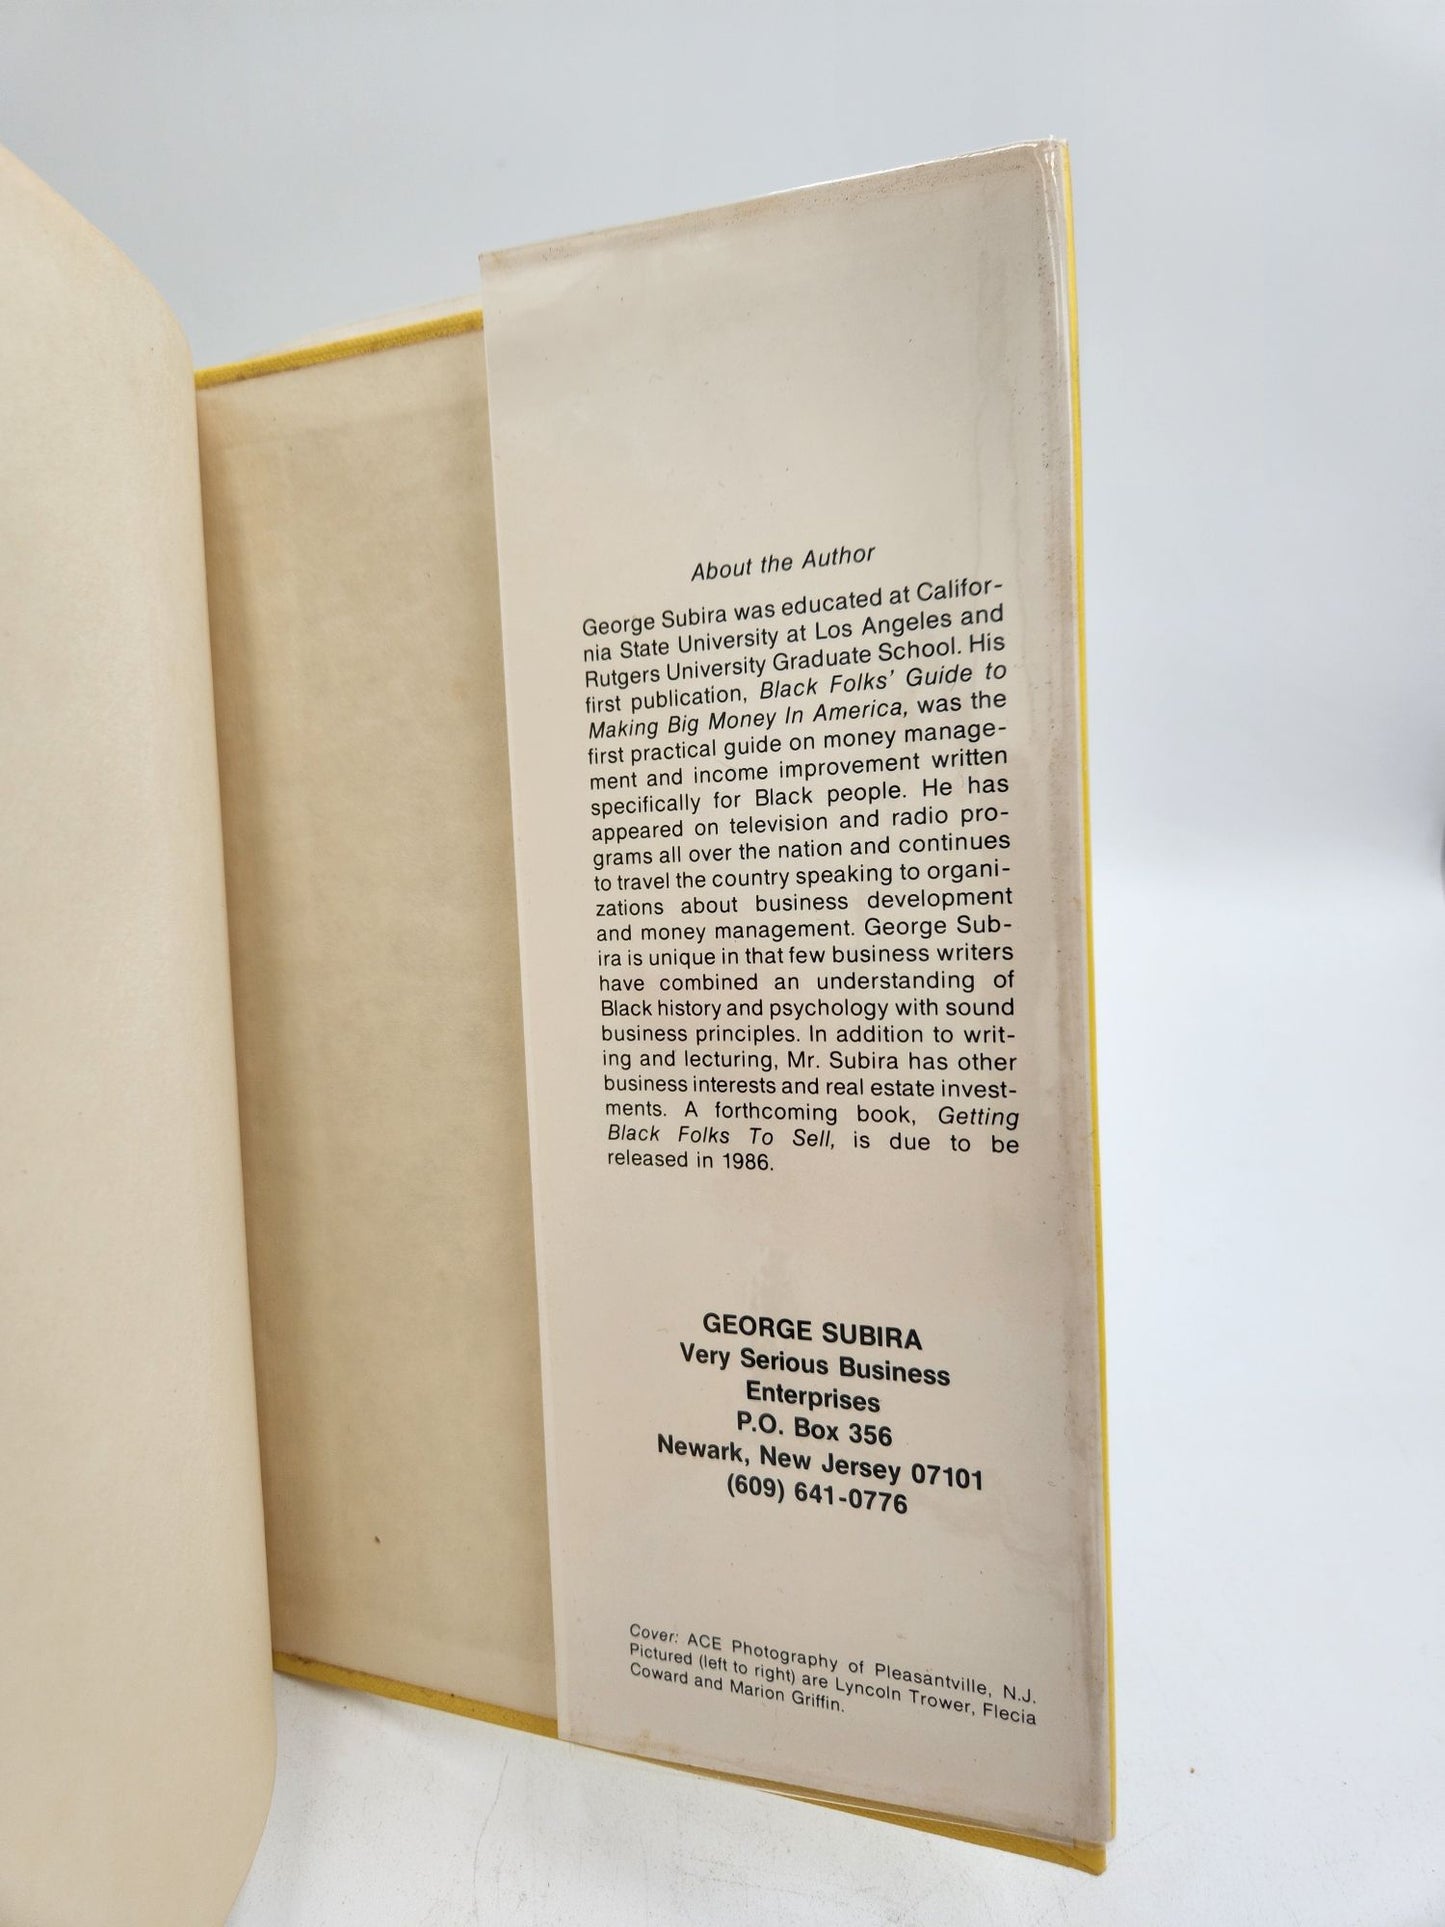 About the Author
George Subira was educated at Califor-
nia State University at Los Angeles and
Rutgers University Graduate School. His
first publication, Black Folks' Guide to
Making Big Money In America, was the
first practical guide on money manage-
ment and income improvement written
specifically for Black people. He has
appeared on television and radio pro-
grams all over the nation and continues
to travel the country speaking to organi-
zations about business development
and money management. George Sub-
ira is unique in that few business writers
have combined an understanding of
Black history and psychology with sound
business principles. In addition to writ-
ing and lecturing, Mr. Subira has other
business interests and real estate invest-
ments. A forthcoming book, Getting
Black Folks To Sell, is due to be
released in 1986.
GEORGE SUBIRA
Very Serious Business
Enterprises
P.O. Box 356
Newark, New Jersey 07101
(609) 641-0776
Cover: ACE Photography of Pleasantville, N.J.
Pictured (left to right) are Lyncoln Trower, Flecia
Coward and Marion Griffin.